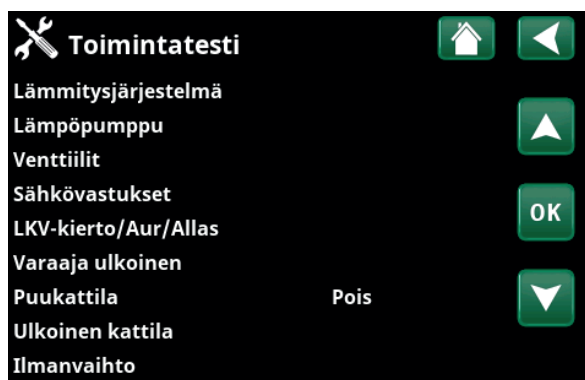 Toimintatesti
Lämmitysjärjestelmä
Lämpöpumppu
Venttiilit
Sähkövastukset
LKV-kierto/Aur/Allas
Varaaja ulkoinen
Puukattila Pois
Ulkoinen kattila
Ilmanvaihto
OK